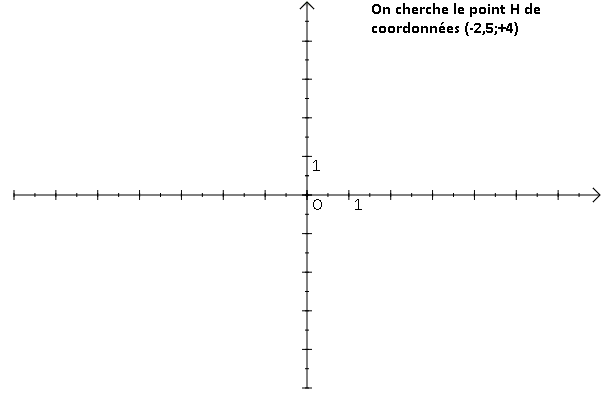 On cherche le point H de
coordonnées (-2,5;+4)
1
O
1